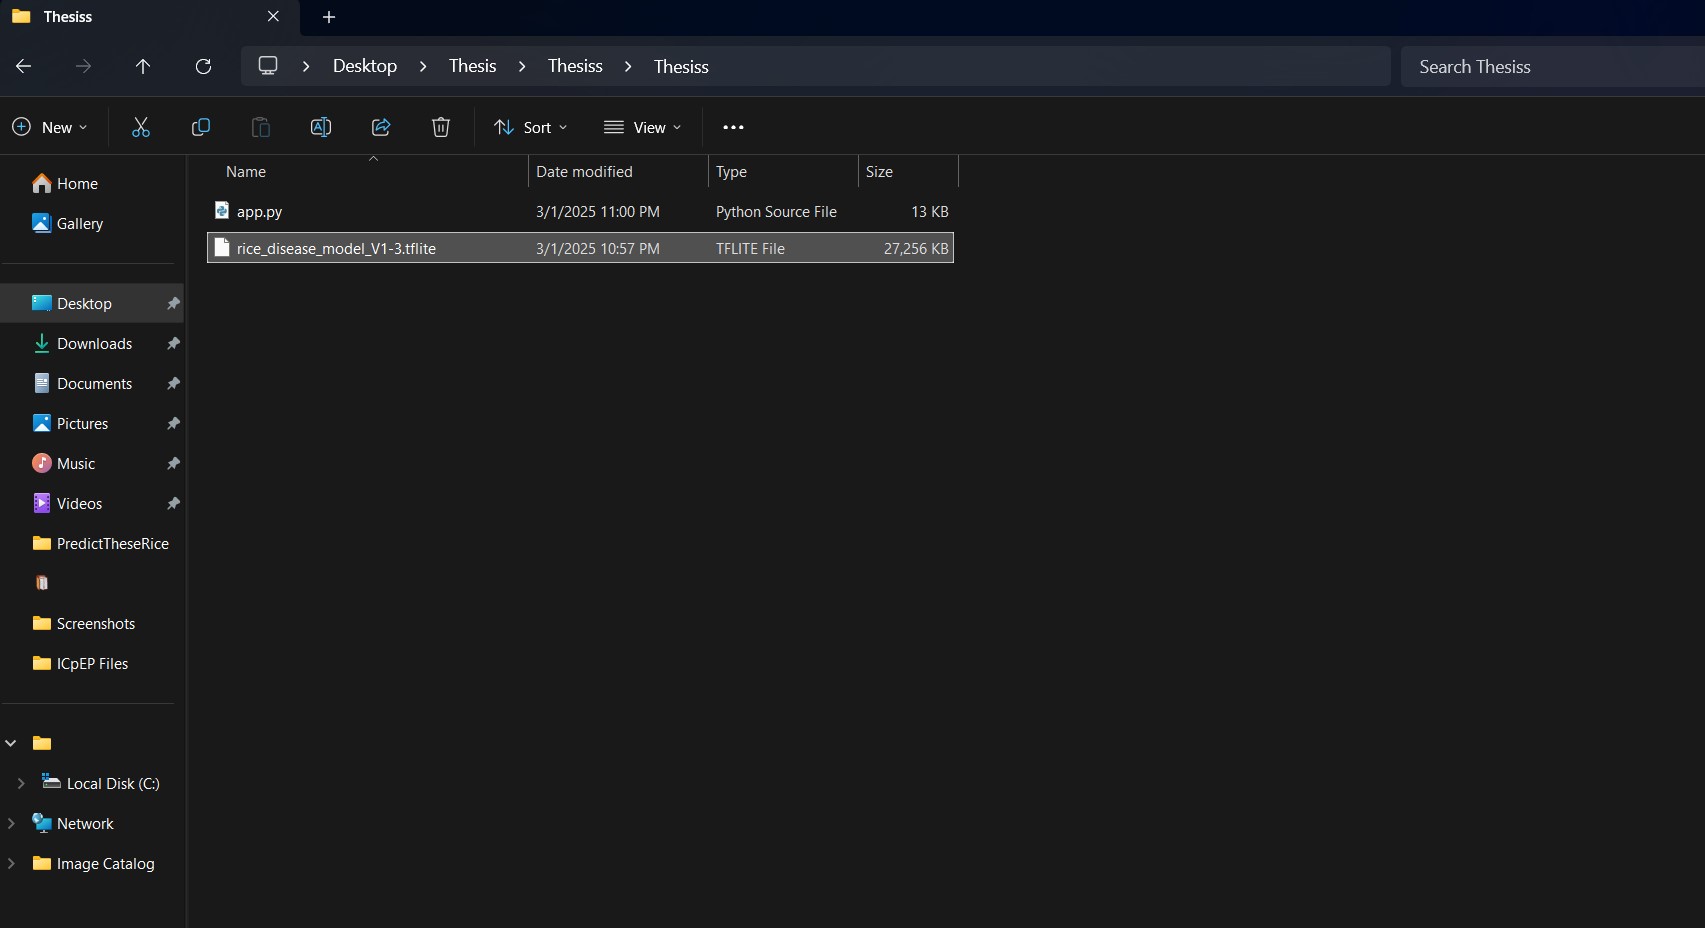 Thesiss
Desktop > Thesis > Thesiss > Thesiss
Search Thesiss
New
Sort
View
Name
Date modified
Type
Size
app.py 3/1/2025 11:00 PM Python Source File 13 KB
rice_disease_model_V1-3.tflite 3/1/2025 10:57 PM TFLITE File 27,256 KB
Home
Gallery
Desktop
Downloads
Documents
Pictures
Music
Videos
PredictTheseRice
Screenshots
ICpEP Files
Local Disk (C:)
Network
Image Catalog